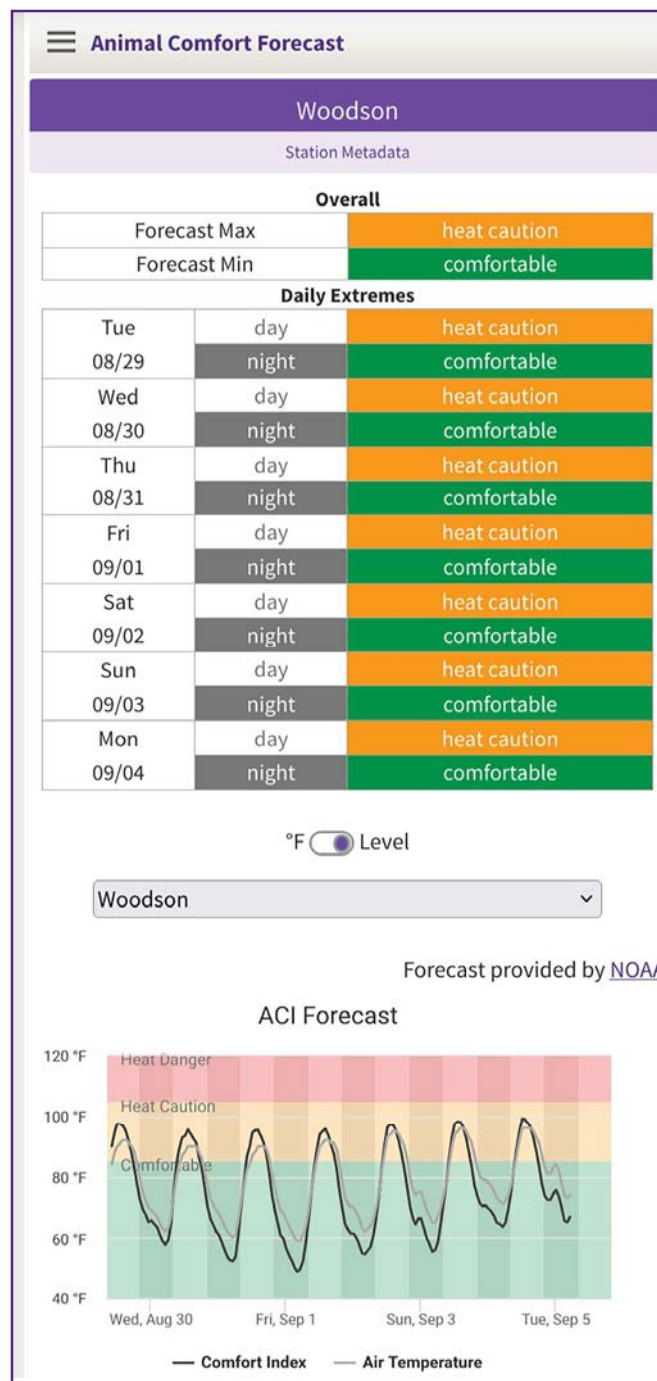 Animal Comfort Forecast
Woodson
Station Metadata
Overall
Forecast Max heat caution
Forecast Min comfortable
Daily Extremes
Tue day heat caution
08/29 night comfortable
Wed day heat caution
08/30 night comfortable
Thu day heat caution
08/31 night comfortable
Fri day heat caution
09/01 night comfortable
Sat day heat caution
09/02 night comfortable
Sun day heat caution
09/03 night comfortable
Mon day heat caution
09/04 night comfortable
°F Level
Woodson
Forecast provided by NOAA
ACI Forecast
120 °F Heat Danger
Heat Caution
100 °F
Comfortable
80 °F
60 °F
40 °F
Wed, Aug 30 Fri, Sep 1 Sun, Sep 3 Tue, Sep 5
Comfort Index Air Temperature